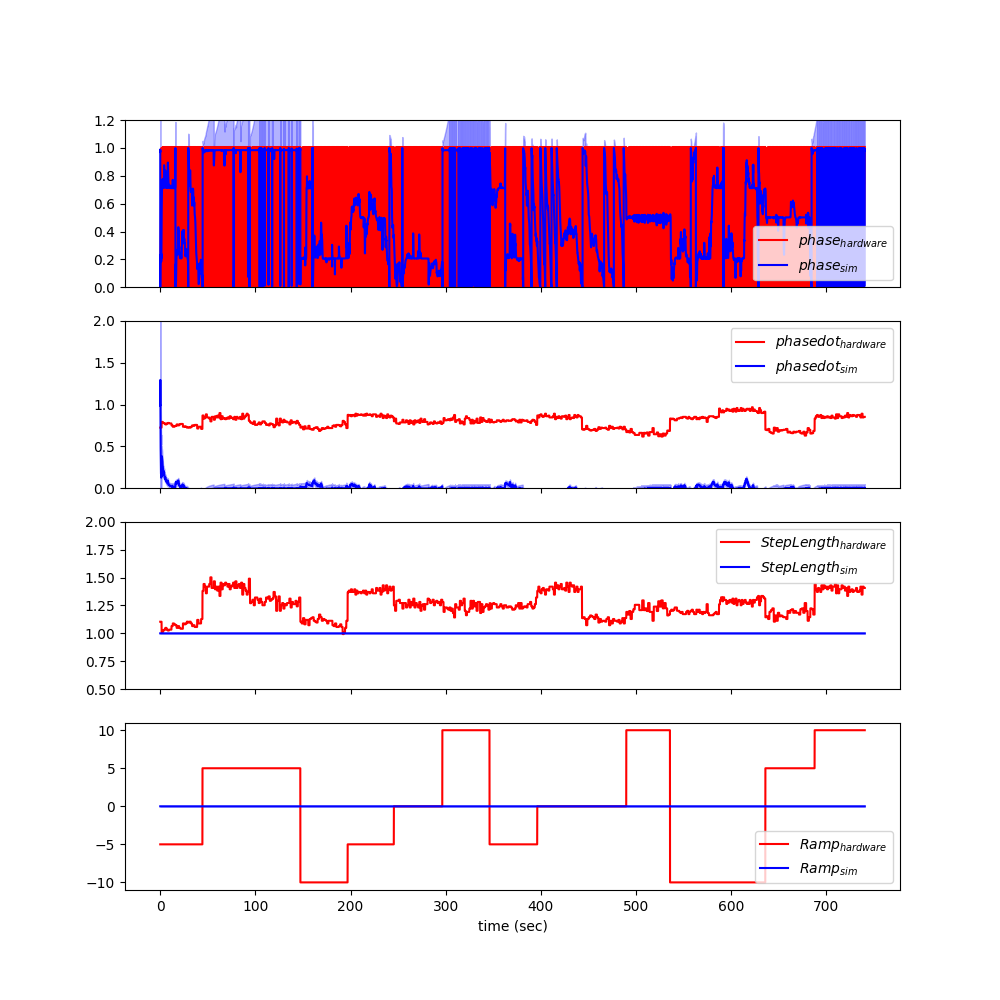 1.2
1.0
0.8
0.6
0.4
0.2
0.0
phase_hardware
phase_sim
2.0
1.5
1.0
0.5
0.0
phasedot_hardware
phasedot_sim
2.00
1.75
1.50
1.25
1.00
0.75
0.50
StepLength_hardware
StepLength_sim
10
5
0
−5
−10
Ramp_hardware
Ramp_sim
0 100 200 300 400 500 600 700
time (sec)